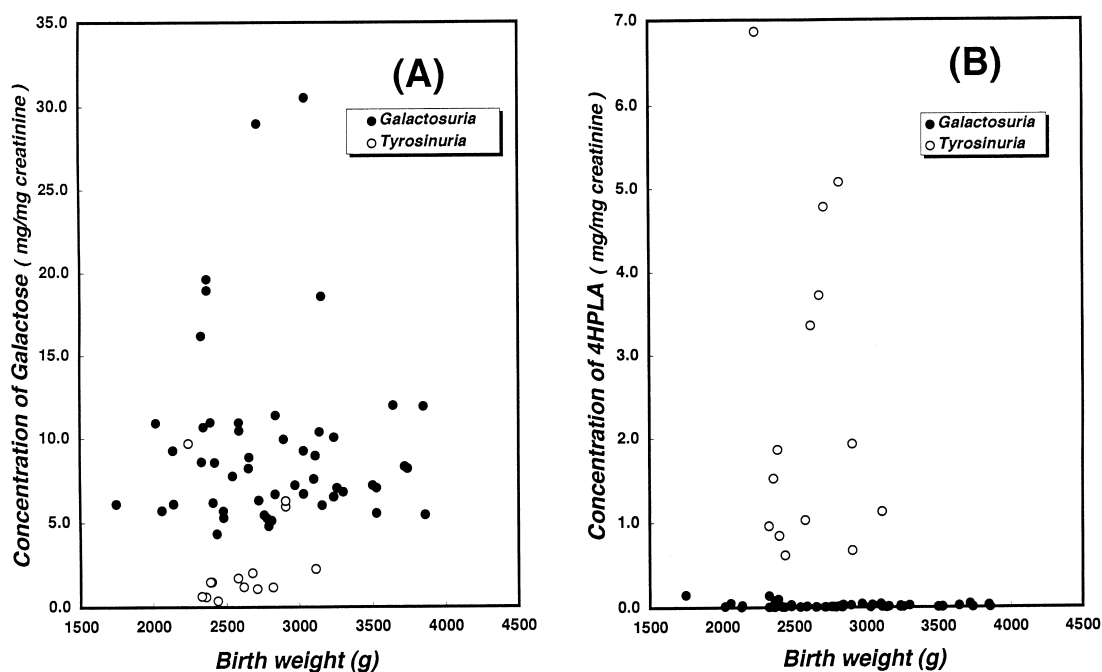 35.0
30.0
25.0
20.0
15.0
10.0
5.0
0.0
Concentration of Galactose ( mg/mg creatinine )
(A)
Galactosuria
Tyrosinuria
1500 2000 2500 3000 3500 4000 4500
Birth weight (g)
7.0
6.0
5.0
4.0
3.0
2.0
1.0
0.0
Concentration of 4HPLA ( mg/mg creatinine )
(B)
Galactosuria
Tyrosinuria
1500 2000 2500 3000 3500 4000 4500
Birth weight (g)